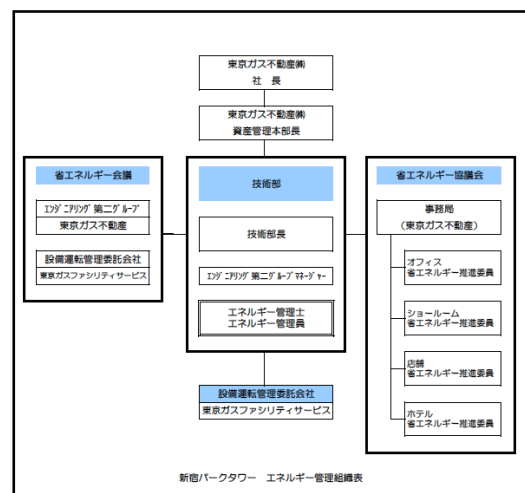 東京ガス不動産㈱
社 長
東京ガス不動産㈱
資産管理本部長
省エネルギー会議
エンジニアリング 第二グループ
東京ガス不動産
設備運転管理委託会社
東京ガスファシリティサービス
技術部
技術部長
エンジニアリング 第二グループマネージャー
エネルギー管理士
エネルギー管理員
設備運転管理委託会社
東京ガスファシリティサービス
省エネルギー協議会
事務局
(東京ガス不動産)
オフィス
省エネルギー推進委員
ショールーム
省エネルギー推進委員
店舗
省エネルギー推進委員
ホテル
省エネルギー推進委員
新宿パークタワー エネルギー管理組織表